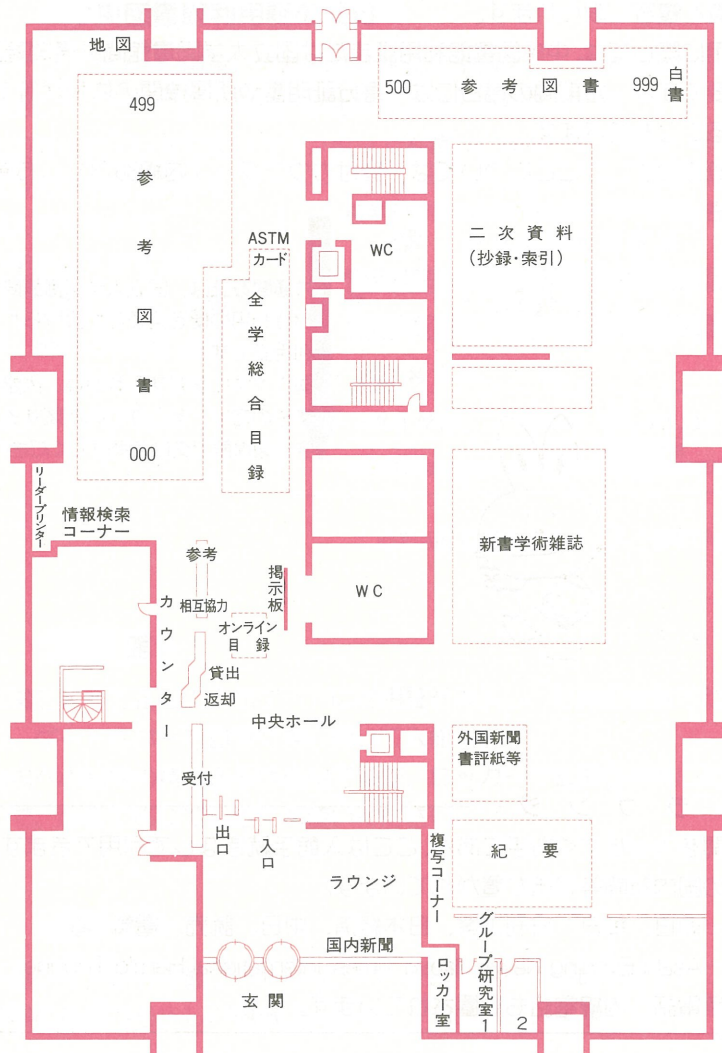 地図
500 参考図書 999
白書
499
参考図書
000
ASTM
カード
全学総合目録
WC
二次資料
(抄録・索引)
リーダープリンター
情報検索
コーナー
参考
相互協力
掲示板
オンライン
目録
WC
新書学術雑誌
カウンター
貸出
返却
中央ホール
受付
外国新聞
書評紙等
出口
入口
複写コーナー
紀要
ラウンジ
国内新聞
玄関
ロッカー室
グループ研究室1
2